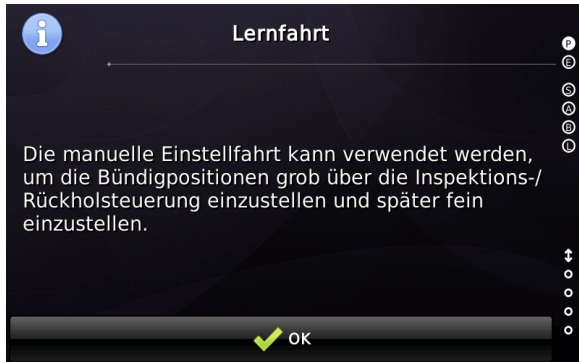 Lernfahrt
P
E
S
A
B
L
Die manuelle Einstellfahrt kann verwendet werden,
um die Bündigpositionen grob über die Inspektions-/
Rückholsteuerung einzustellen und später fein
einzustellen.
OK